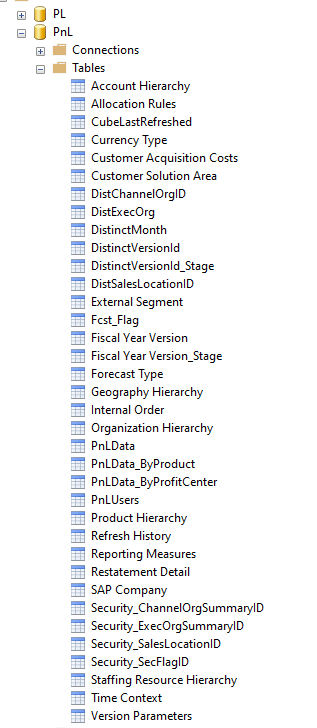 PL
PnL
Connections
Tables
Account Hierarchy
Allocation Rules
CubeLastRefreshed
Currency Type
Customer Acquisition Costs
Customer Solution Area
DistChannelOrgID
DistExecOrg
DistinctMonth
DistinctVersionId
DistinctVersionId_Stage
DistSalesLocationID
External Segment
Fcst_Flag
Fiscal Year Version
Fiscal Year Version_Stage
Forecast Type
Geography Hierarchy
Internal Order
Organization Hierarchy
PnLData
PnLData_ByProduct
PnLData_ByProfitCenter
PnLUsers
Product Hierarchy
Refresh History
Reporting Measures
Restatement Detail
SAP Company
Security_ChannelOrgSummaryID
Security_ExecOrgSummaryID
Security_SalesLocationID
Security_SecFlagID
Staffing Resource Hierarchy
Time Context
Version Parameters